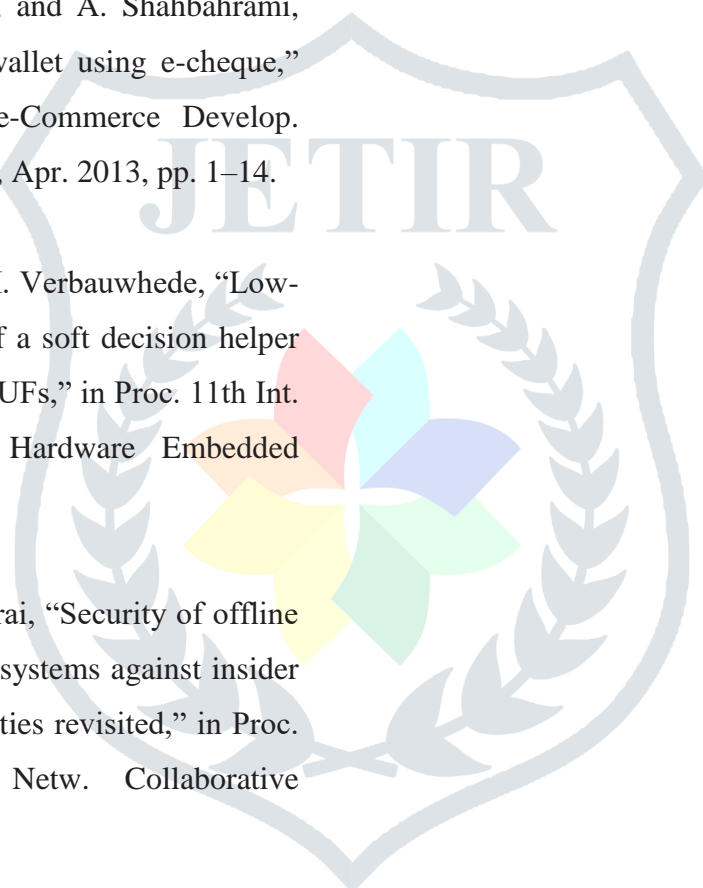 and A. Shahbahrami,
wallet using e-cheque,”
e-Commerce Develop.
, Apr. 2013, pp. 1–14.
JETIR
. Verbauwhede, “Low-
a soft decision helper
UFs,” in Proc. 11th Int.
Hardware Embedded
rai, “Security of offline
systems against insider
ties revisited,” in Proc.
Netw. Collaborative